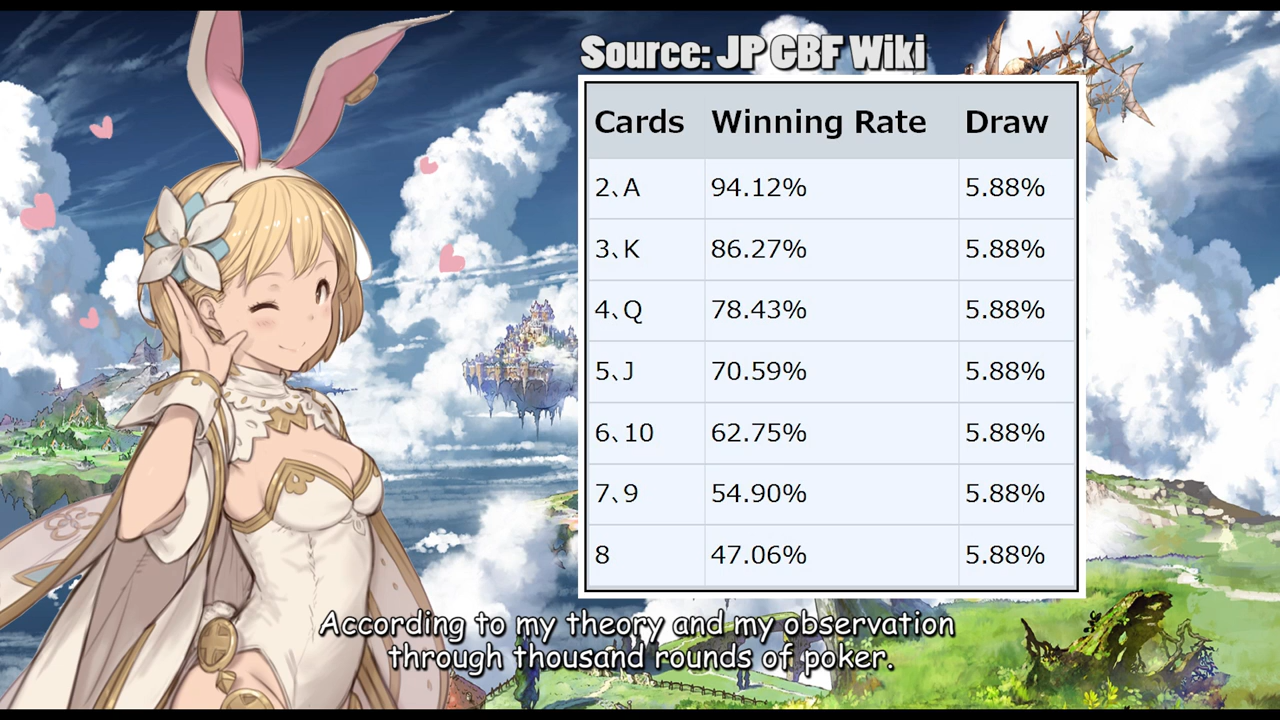 Source: JP GBF Wiki
Cards Winning Rate Draw
2、A 94.12% 5.88%
3、K 86.27% 5.88%
4、Q 78.43% 5.88%
5、J 70.59% 5.88%
6、10 62.75% 5.88%
7、9 54.90% 5.88%
8 47.06% 5.88%
According to my theory and my observation
through thousand rounds of poker.